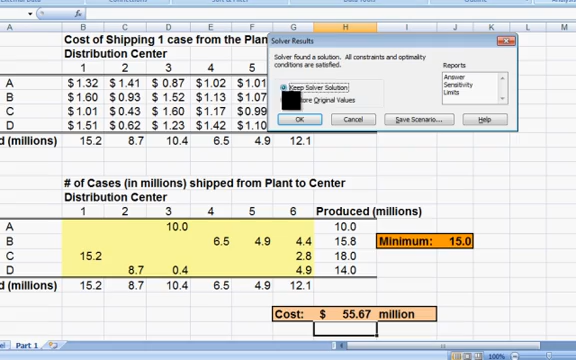 fx
B C D E F G H I J K
Cost of Shipping 1 case from the Plan
Distribution Center
1 2 3 4 5
A $ 1.32 $ 1.41 $ 0.87 $ 1.02 $ 1.01
B $ 1.60 $ 0.93 $ 1.52 $ 1.13 $ 1.07
C $ 1.01 $ 0.43 $ 1.60 $ 1.17 $ 0.99
D $ 1.51 $ 0.62 $ 1.23 $ 1.42 $ 1.10
d (millions) 15.2 8.7 10.4 6.5 4.9 12.1
Solver Results
Solver found a solution. All constraints and optimality
conditions are satisfied.
Reports
Keep Solver Solution
Original Values
Answer
Sensitivity
Limits
OK Cancel Save Scenario... Help
# of Cases (in millions) shipped from Plant to Center
Distribution Center
1 2 3 4 5 6 Produced (millions)
A 10.0 10.0
B 6.5 4.9 4.4 15.8 Minimum: 15.0
C 15.2 2.8 18.0
D 8.7 0.4 4.9 14.0
d (millions) 15.2 8.7 10.4 6.5 4.9 12.1
Cost: $ 55.67 million
Part 1
100%